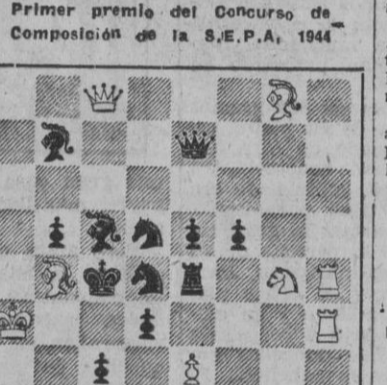 Primer premio del Concurso de
Composición de la S.E.P.A, 1944